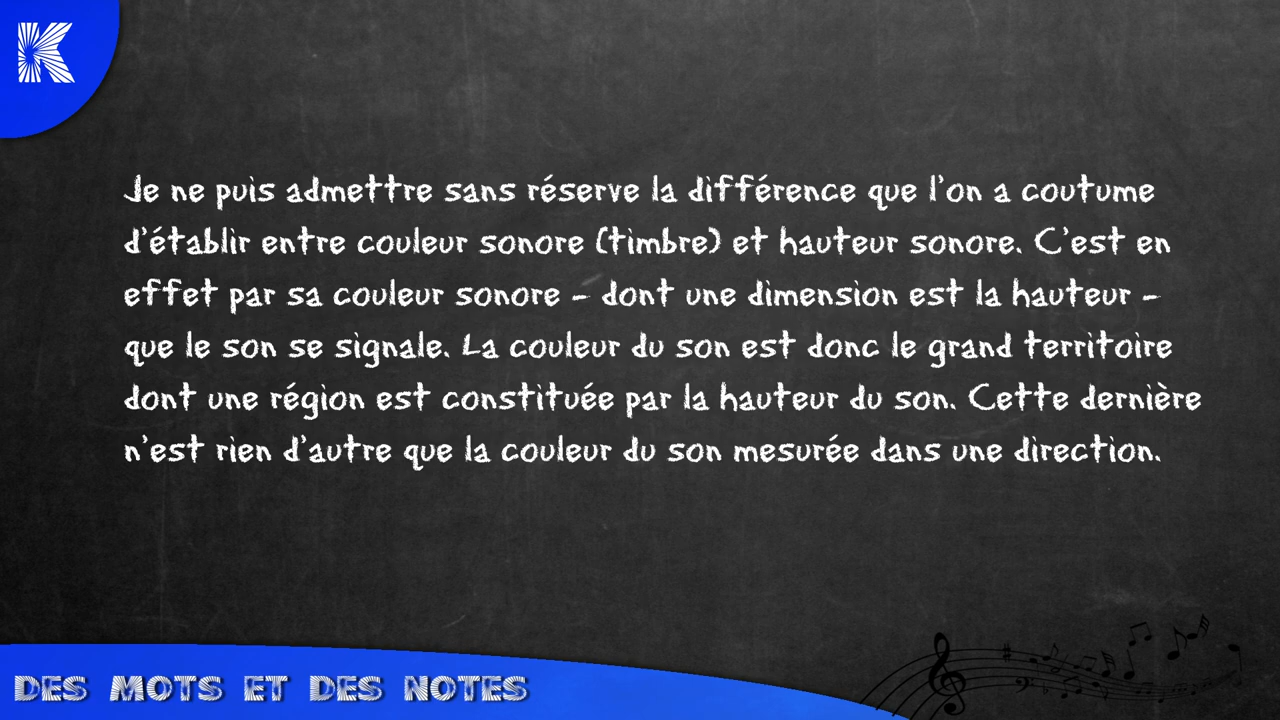 K
Je ne puis admettre sans réserve la différence que l'on a coutume
d'établir entre couleur sonore (timbre) et hauteur sonore. C'est en
effet par sa couleur sonore - dont une dimension est la hauteur -
que le son se signale. La couleur du son est donc le grand territoire
dont une région est constituée par la hauteur du son. Cette dernière
n'est rien d'autre que la couleur du son mesurée dans une direction.
DES MOTS ET DES NOTES